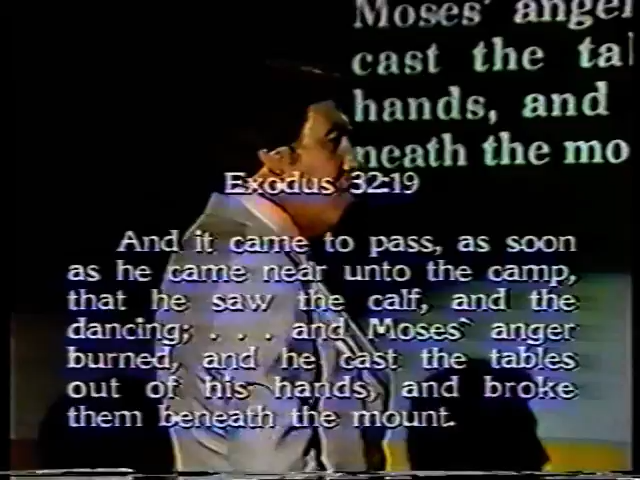 Moses' angel
cast the ta
hands, and
neath the mo
Exodus 32:19
And it came to pass, as soon
as he came near unto the camp,
that he saw the calf, and the
dancing; . . . and Moses' anger
burned, and he cast the tables
out of his hands, and broke
them beneath the mount.